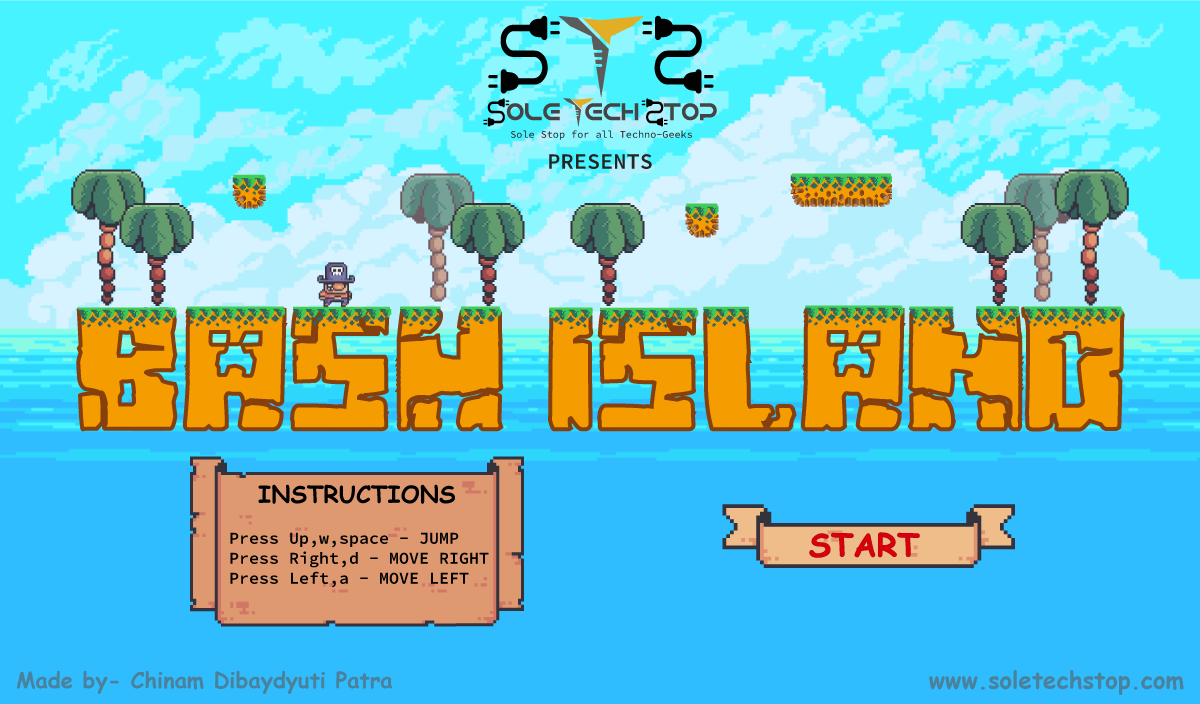 SOLE TECH STOP
Sole Stop for all Techno-Geeks
PRESENTS
BASH ISLAND
INSTRUCTIONS
Press Up,w,space - JUMP
Press Right,d - MOVE RIGHT
Press Left,a - MOVE LEFT
START
Made by- Chinam Dibaydyuti Patra
www.soletechstop.com